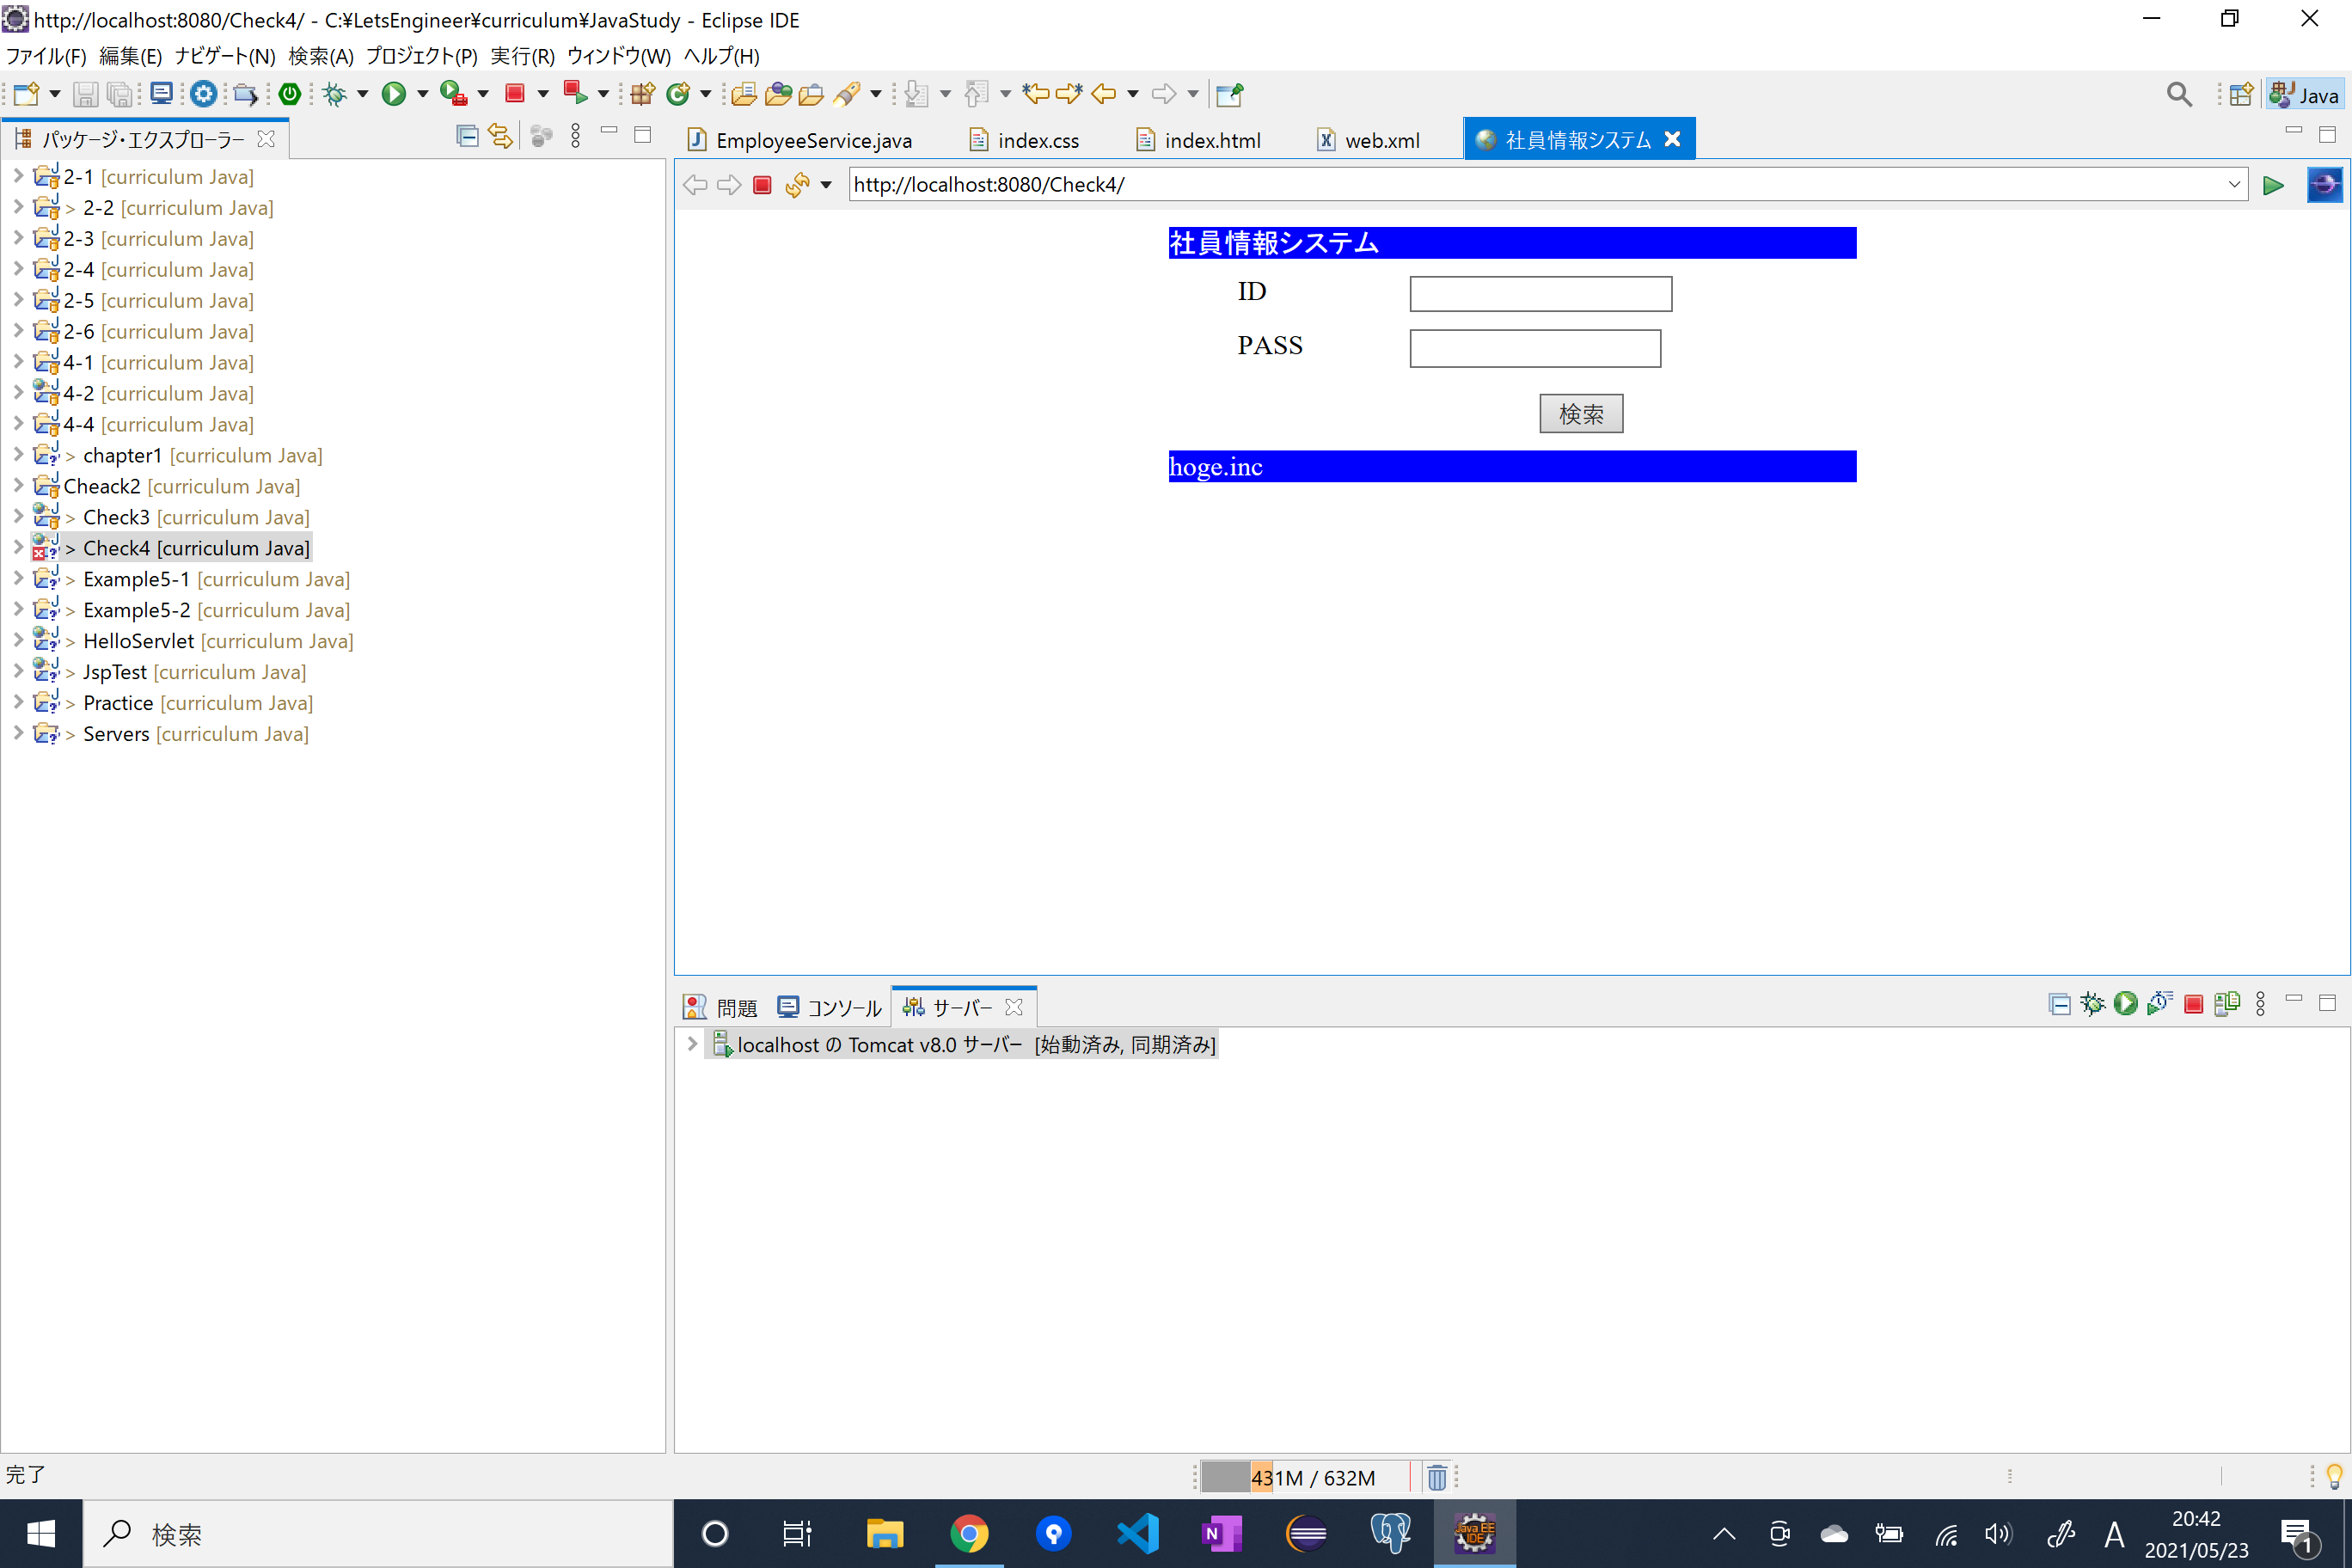 http://localhost:8080/Check4/ - C:¥LetsEngineer¥curriculum¥JavaStudy - Eclipse IDE
ファイル(F) 編集(E) ナビゲート(N) 検索(A) プロジェクト(P) 実行(R) ウィンドウ(W) ヘルプ(H)
Java
パッケージ・エクスプローラー
2-1 [curriculum Java]
> 2-2 [curriculum Java]
2-3 [curriculum Java]
2-4 [curriculum Java]
2-5 [curriculum Java]
2-6 [curriculum Java]
4-1 [curriculum Java]
4-2 [curriculum Java]
4-4 [curriculum Java]
> chapter1 [curriculum Java]
Cheack2 [curriculum Java]
> Check3 [curriculum Java]
> Check4 [curriculum Java]
> Example5-1 [curriculum Java]
> Example5-2 [curriculum Java]
> HelloServlet [curriculum Java]
> JspTest [curriculum Java]
> Practice [curriculum Java]
> Servers [curriculum Java]
EmployeeService.java index.css index.html web.xml 社員情報システム
http://localhost:8080/Check4/
社員情報システム
ID
PASS
検索
hoge.inc
問題 コンソール サーバー
localhost の Tomcat v8.0 サーバー [始動済み, 同期済み]
完了
431M / 632M
検索
Java EE
IDE
A
20:42
2021/05/23
1